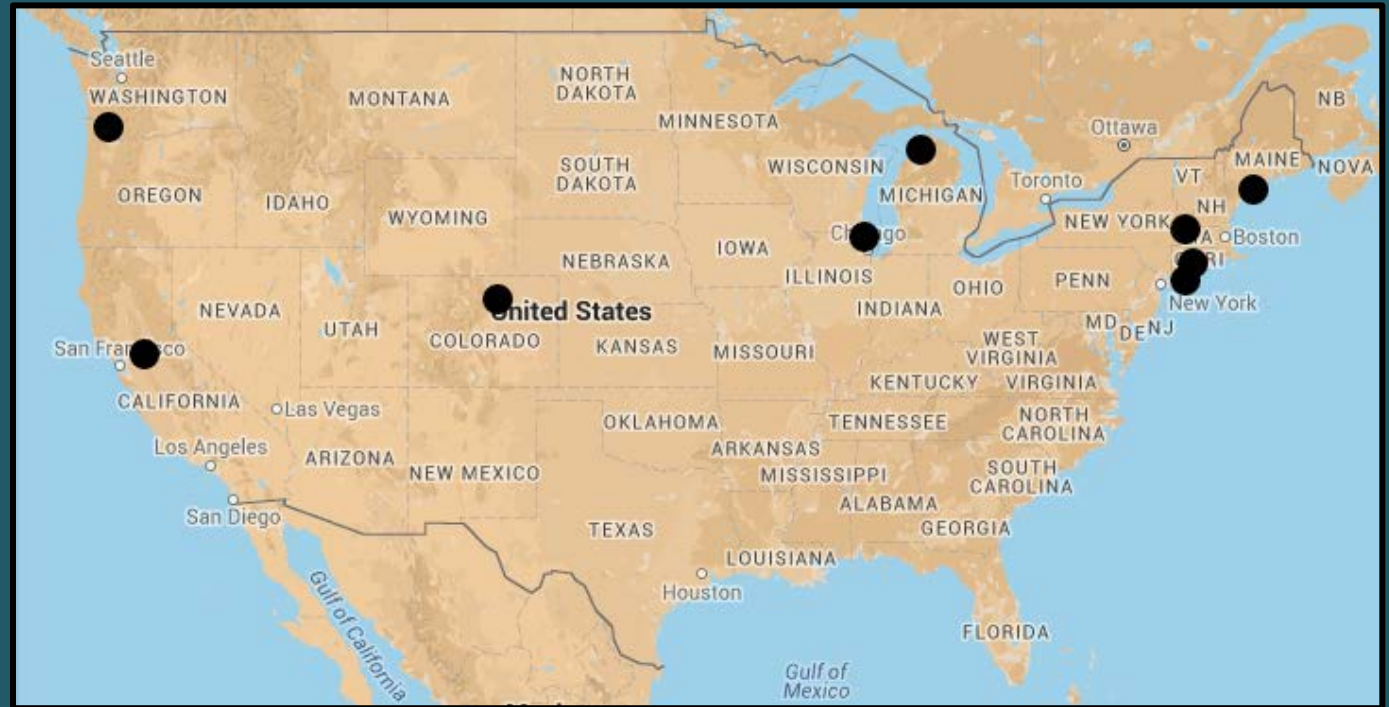 Seattle
WASHINGTON
MONTANA
NORTH
DAKOTA
MINNESOTA
NB
Ottawa
OREGON
IDAHO
SOUTH
DAKOTA
WISCONSIN
MICHIGAN
Toronto
VT
MAINE
NOVA
WYOMING
NH
NEW YORK
Boston
IOWA
NEBRASKA
ILLINOIS
INDIANA
OHIO
PENN
RI
New York
NEVADA
UTAH
United States
COLORADO
KANSAS
MISSOURI
WEST
VIRGINIA
MD
DE
NJ
KENTUCKY
VIRGINIA
CALIFORNIA
Las Vegas
Los Angeles
ARIZONA
NEW MEXICO
OKLAHOMA
ARKANSAS
TENNESSEE
NORTH
CAROLINA
MISSISSIPPI
SOUTH
CAROLINA
ALABAMA
GEORGIA
San Diego
TEXAS
LOUISIANA
Houston
Gulf of California
FLORIDA
Gulf of
Mexico